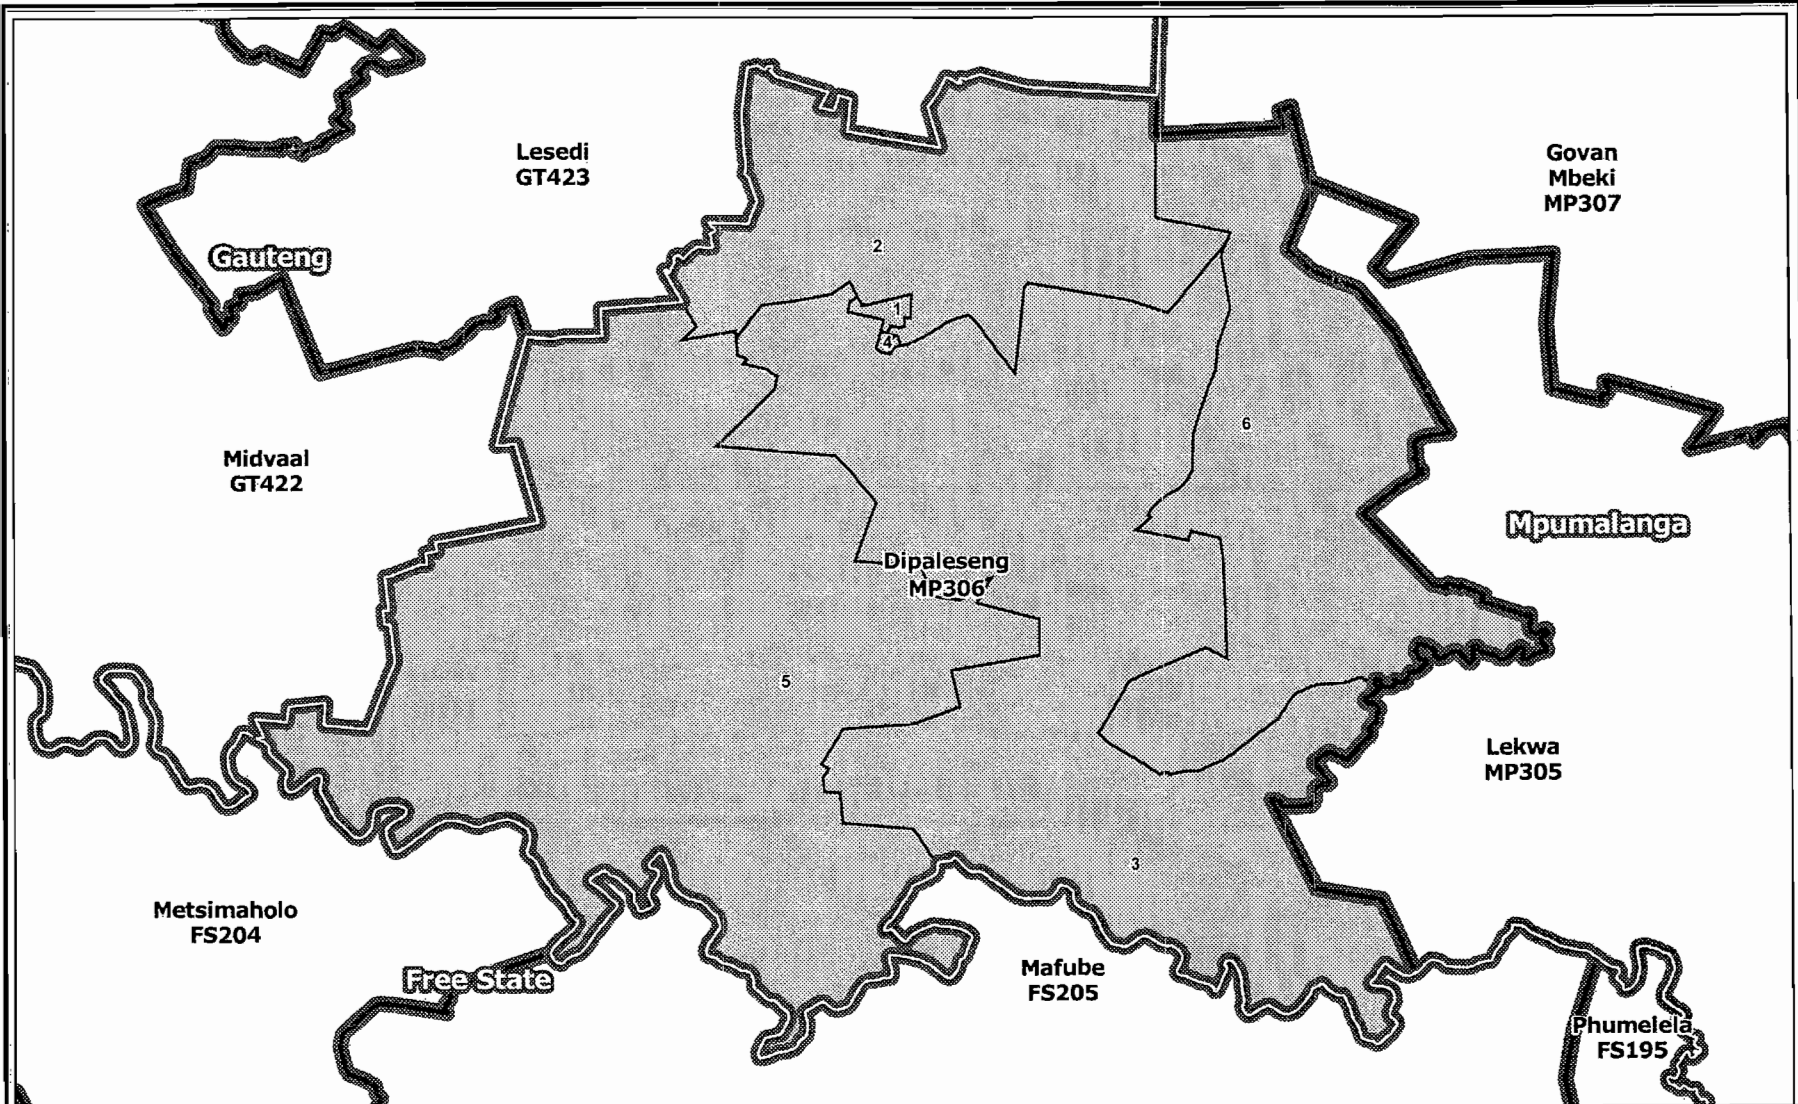 Lesedi
GT423
Govan
Mbeki
MP307
Gauteng
2
1
4
6
Midvaal
GT422
Mpumalanga
Dipaleseng
MP306
5
Lekwa
MP305
3
Metsimaholo
FS204
Free State
Mafube
FS205
Phumelela
FS195